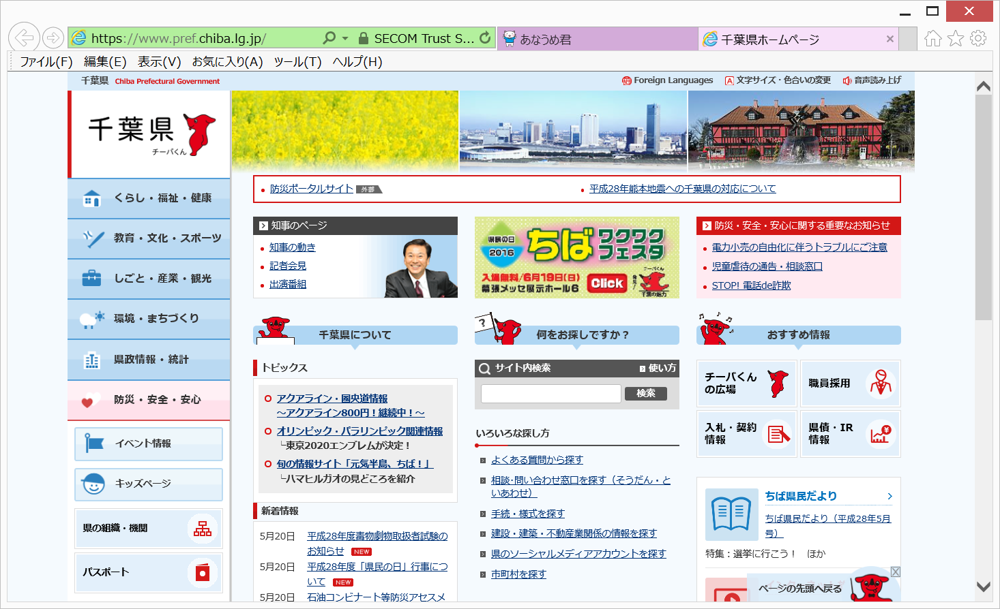 https://www.pref.chiba.lg.jp/
SECOM Trust S...
あなうめ君
千葉県ホームページ
ファイル(F) 編集(E) 表示(V) お気に入り(A) ツール(T) ヘルプ(H)
千葉県 Chiba Prefectural Government
Foreign Languages 文字サイズ・色合いの変更 音声読み上げ
千葉県
チーバくん
くらし・福祉・健康
教育・文化・スポーツ
しごと・産業・観光
環境・まちづくり
県政情報・統計
防災・安全・安心
イベント情報
キッズページ
県の組織・機関
パスポート
防災ポータルサイト 外部
平成28年熊本地震への千葉県の対応について
知事のページ
知事の動き
記者会見
出演番組
県民の日
2016
ちば
ワクワク
フェスタ
入場無料/6月19日(日)
幕張メッセ展示ホール6
Click
チーバくん
発見!
千葉の魅力
防災・安全・安心に関する重要なお知らせ
電力小売の自由化に伴うトラブルにご注意
児童虐待の通告・相談窓口
STOP! 電話de詐欺
千葉県について
トピックス
アクアライン・圏央道情報
～アクアライン800円！継続中！～
オリンピック・パラリンピック関連情報
└東京2020エンブレムが決定！
旬の情報サイト「元気半島、ちば！」
└ハマヒルガオの見どころを紹介
新着情報
5月20日 平成28年度毒物劇物取扱者試験の
お知らせ NEW
5月20日 平成28年度「県民の日」行事につ
いて NEW
5月20日 石油コンビナート等防災アセスメ
?
何をお探しですか？
サイト内検索 使い方
検索
いろいろな探し方
よくある質問から探す
相談･問い合わせ窓口を探す（そうだん・と
いあわせ）
手続・様式を探す
建設・建築・不動産業関係の情報を探す
県のソーシャルメディアアカウントを探す
市町村を探す
おすすめ情報
チーバくん
の広場
職員採用
入札・契約
情報
県債・IR
情報
ちば県民だより
ちば県民だより（平成28年5月
号）
特集：選挙に行こう！ ほか
ページの先頭へ戻る